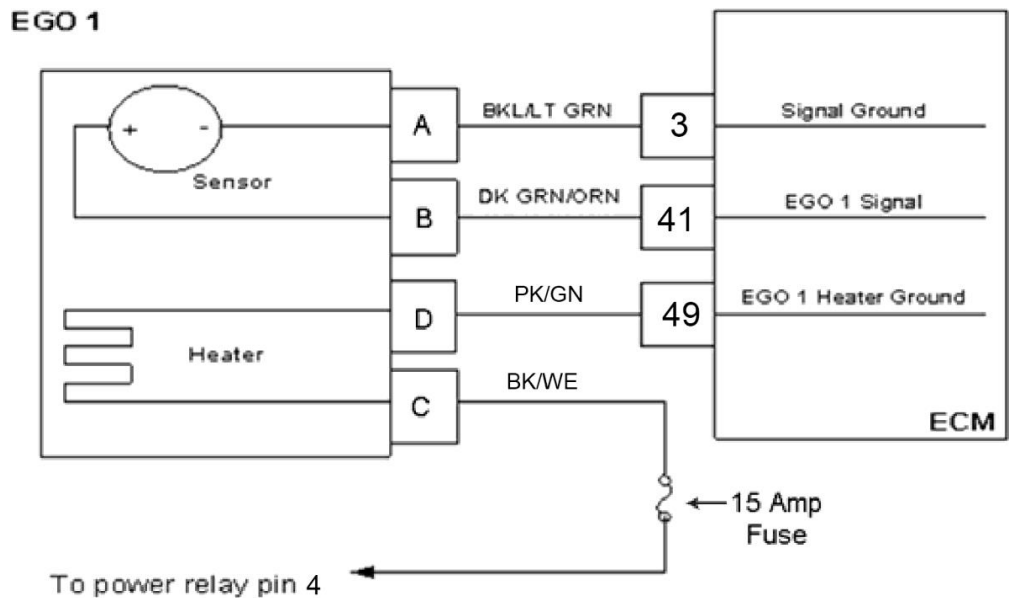 EGO 1
A
BKL/LT GRN
3
Signal Ground
+ -
Sensor
B
DK GRN/ORN
41
EGO 1 Signal
D
PK/GN
49
EGO 1 Heater Ground
Heater
C
BK/WE
ECM
15 Amp
Fuse
To power relay pin 4